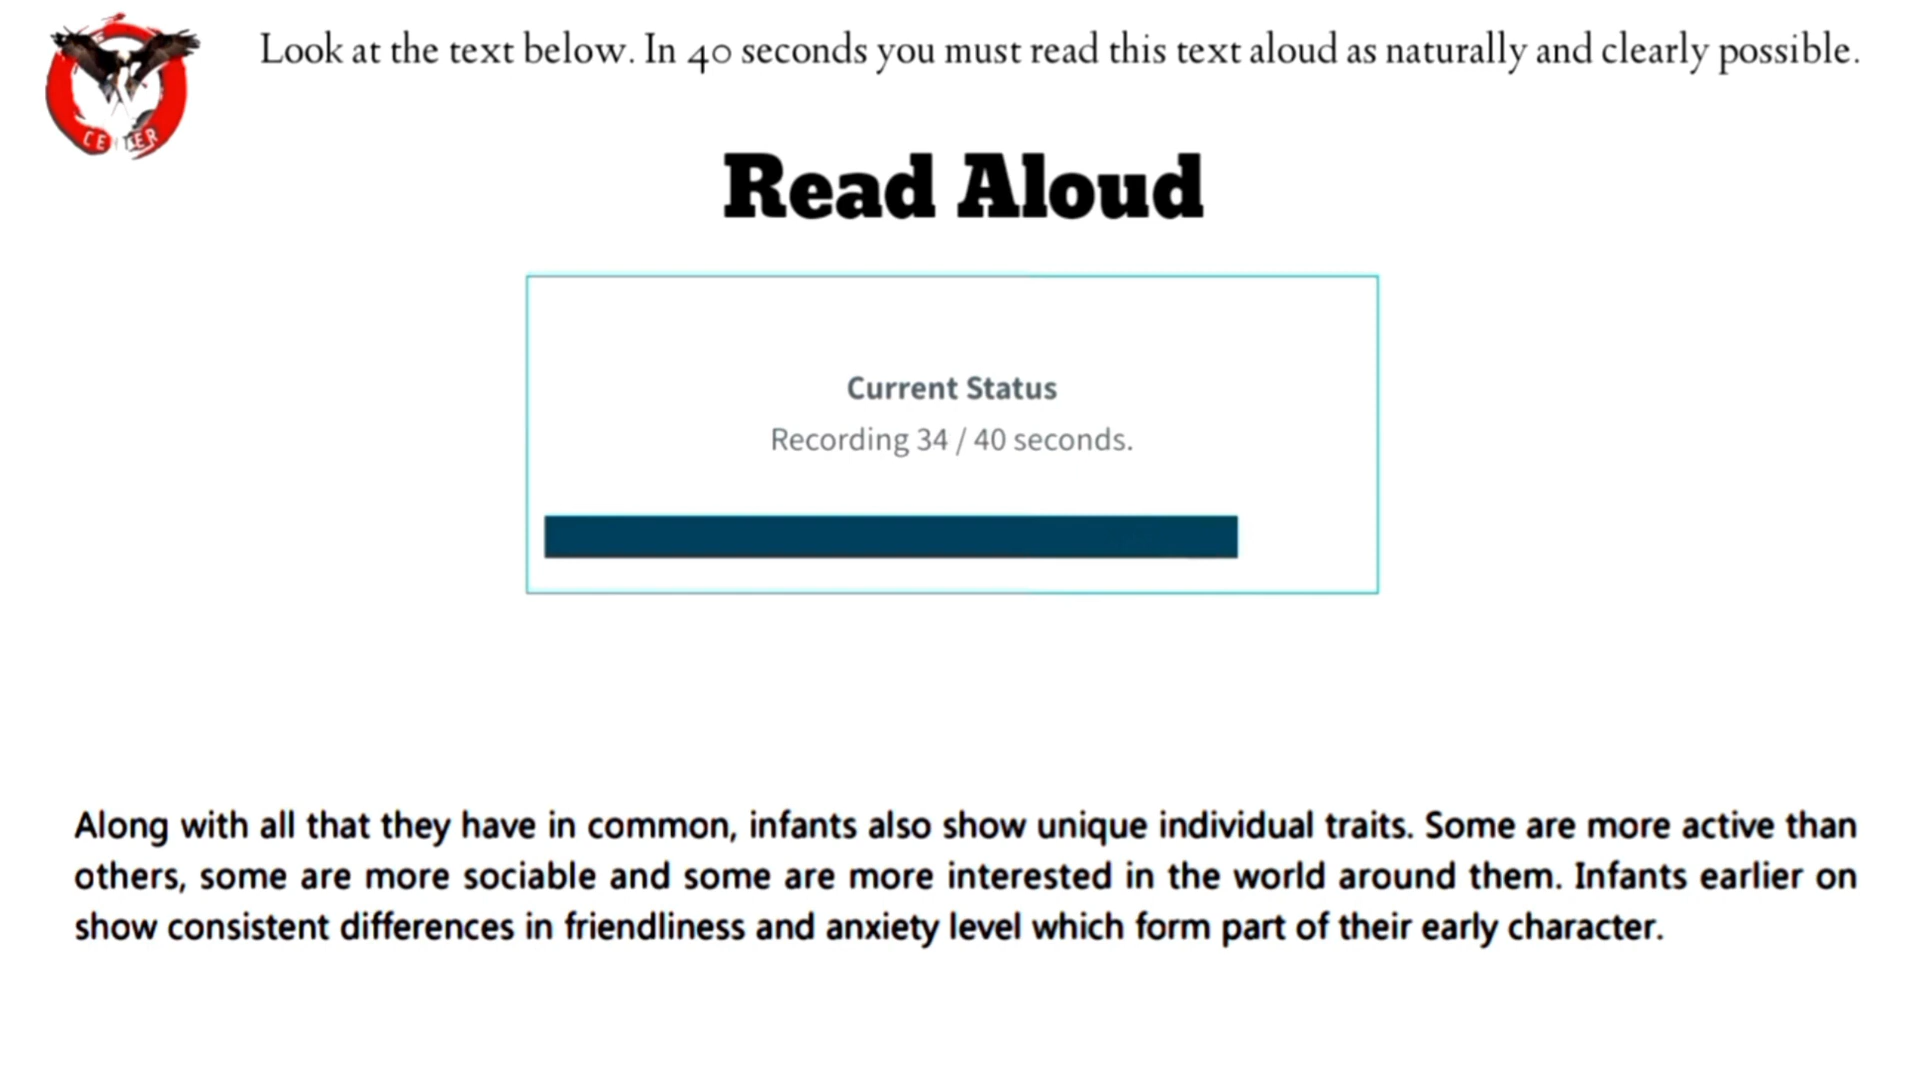 Look at the text below. In 40 seconds you must read this text aloud as naturally and clearly possible.
CENTER
Read Aloud
Current Status
Recording 34 / 40 seconds.
Along with all that they have in common, infants also show unique individual traits. Some are more active than
others, some are more sociable and some are more interested in the world around them. Infants earlier on
show consistent differences in friendliness and anxiety level which form part of their early character.